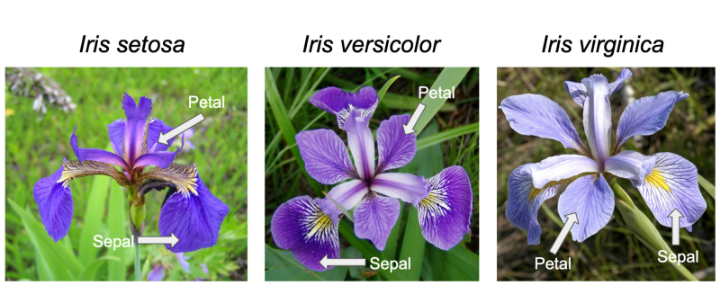 Iris setosa
Iris versicolor
Iris virginica
Petal
Sepal
Petal
Sepal
Petal
Sepal